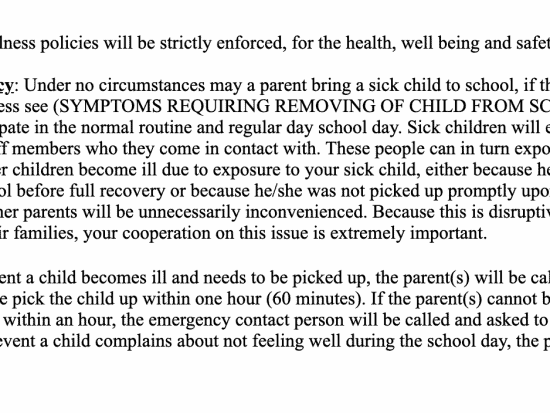 lness policies will be strictly enforced, for the health, well being and safet
cy: Under no circumstances may a parent bring a sick child to school, if th
ess see (SYMPTOMS REQUIRING REMOVING OF CHILD FROM SC
pate in the normal routine and regular day school day. Sick children will e
ff members who they come in contact with. These people can in turn expo
er children become ill due to exposure to your sick child, either because he
ol before full recovery or because he/she was not picked up promptly upo
her parents will be unnecessarily inconvenienced. Because this is disruptiv
ir families, your cooperation on this issue is extremely important.
ent a child becomes ill and needs to be picked up, the parent(s) will be cal
e pick the child up within one hour (60 minutes). If the parent(s) cannot b
within an hour, the emergency contact person will be called and asked to
event a child complains about not feeling well during the school day, the p